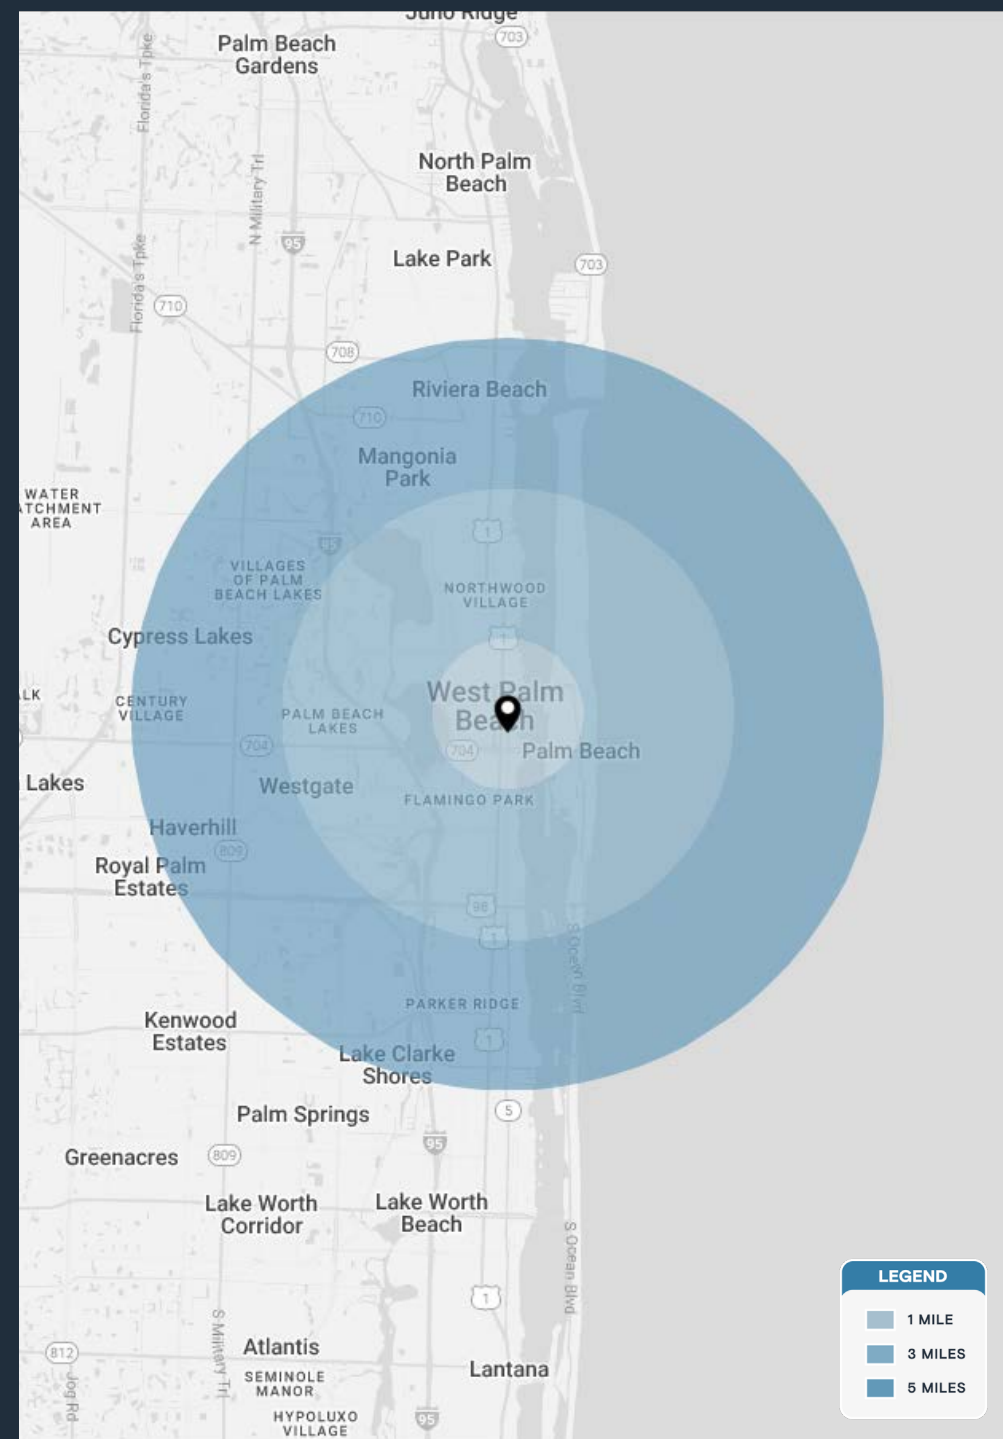 Juno Ridge
703
Palm Beach
Gardens
Florida's Tpke
North Palm
Beach
N Military Trl
95
Lake Park
703
Florida's Tpke
710
708
Riviera Beach
710
Mangonia
Park
WATER
ATCHMENT
AREA
1
95
VILLAGES
OF PALM
BEACH LAKES
NORTHWOOD
VILLAGE
Cypress Lakes
1
West Palm
Beach
ALK
CENTURY
VILLAGE
PALM BEACH
LAKES
704
704
Palm Beach
Lakes
Westgate
FLAMINGO PARK
Haverhill
809
Royal Palm
Estates
98
1
S Ocean Blvd
PARKER RIDGE
Kenwood
Estates
1
Lake Clarke
Shores
Palm Springs
5
95
Greenacres
809
Lake Worth
Corridor
Lake Worth
Beach
S Ocean Blvd
1
S Military Trl
Atlantis
812
Lantana
Jog Rd
SEMINOLE
MANOR
HYPOLUXO
VILLAGE
95
LEGEND
1 MILE
3 MILES
5 MILES